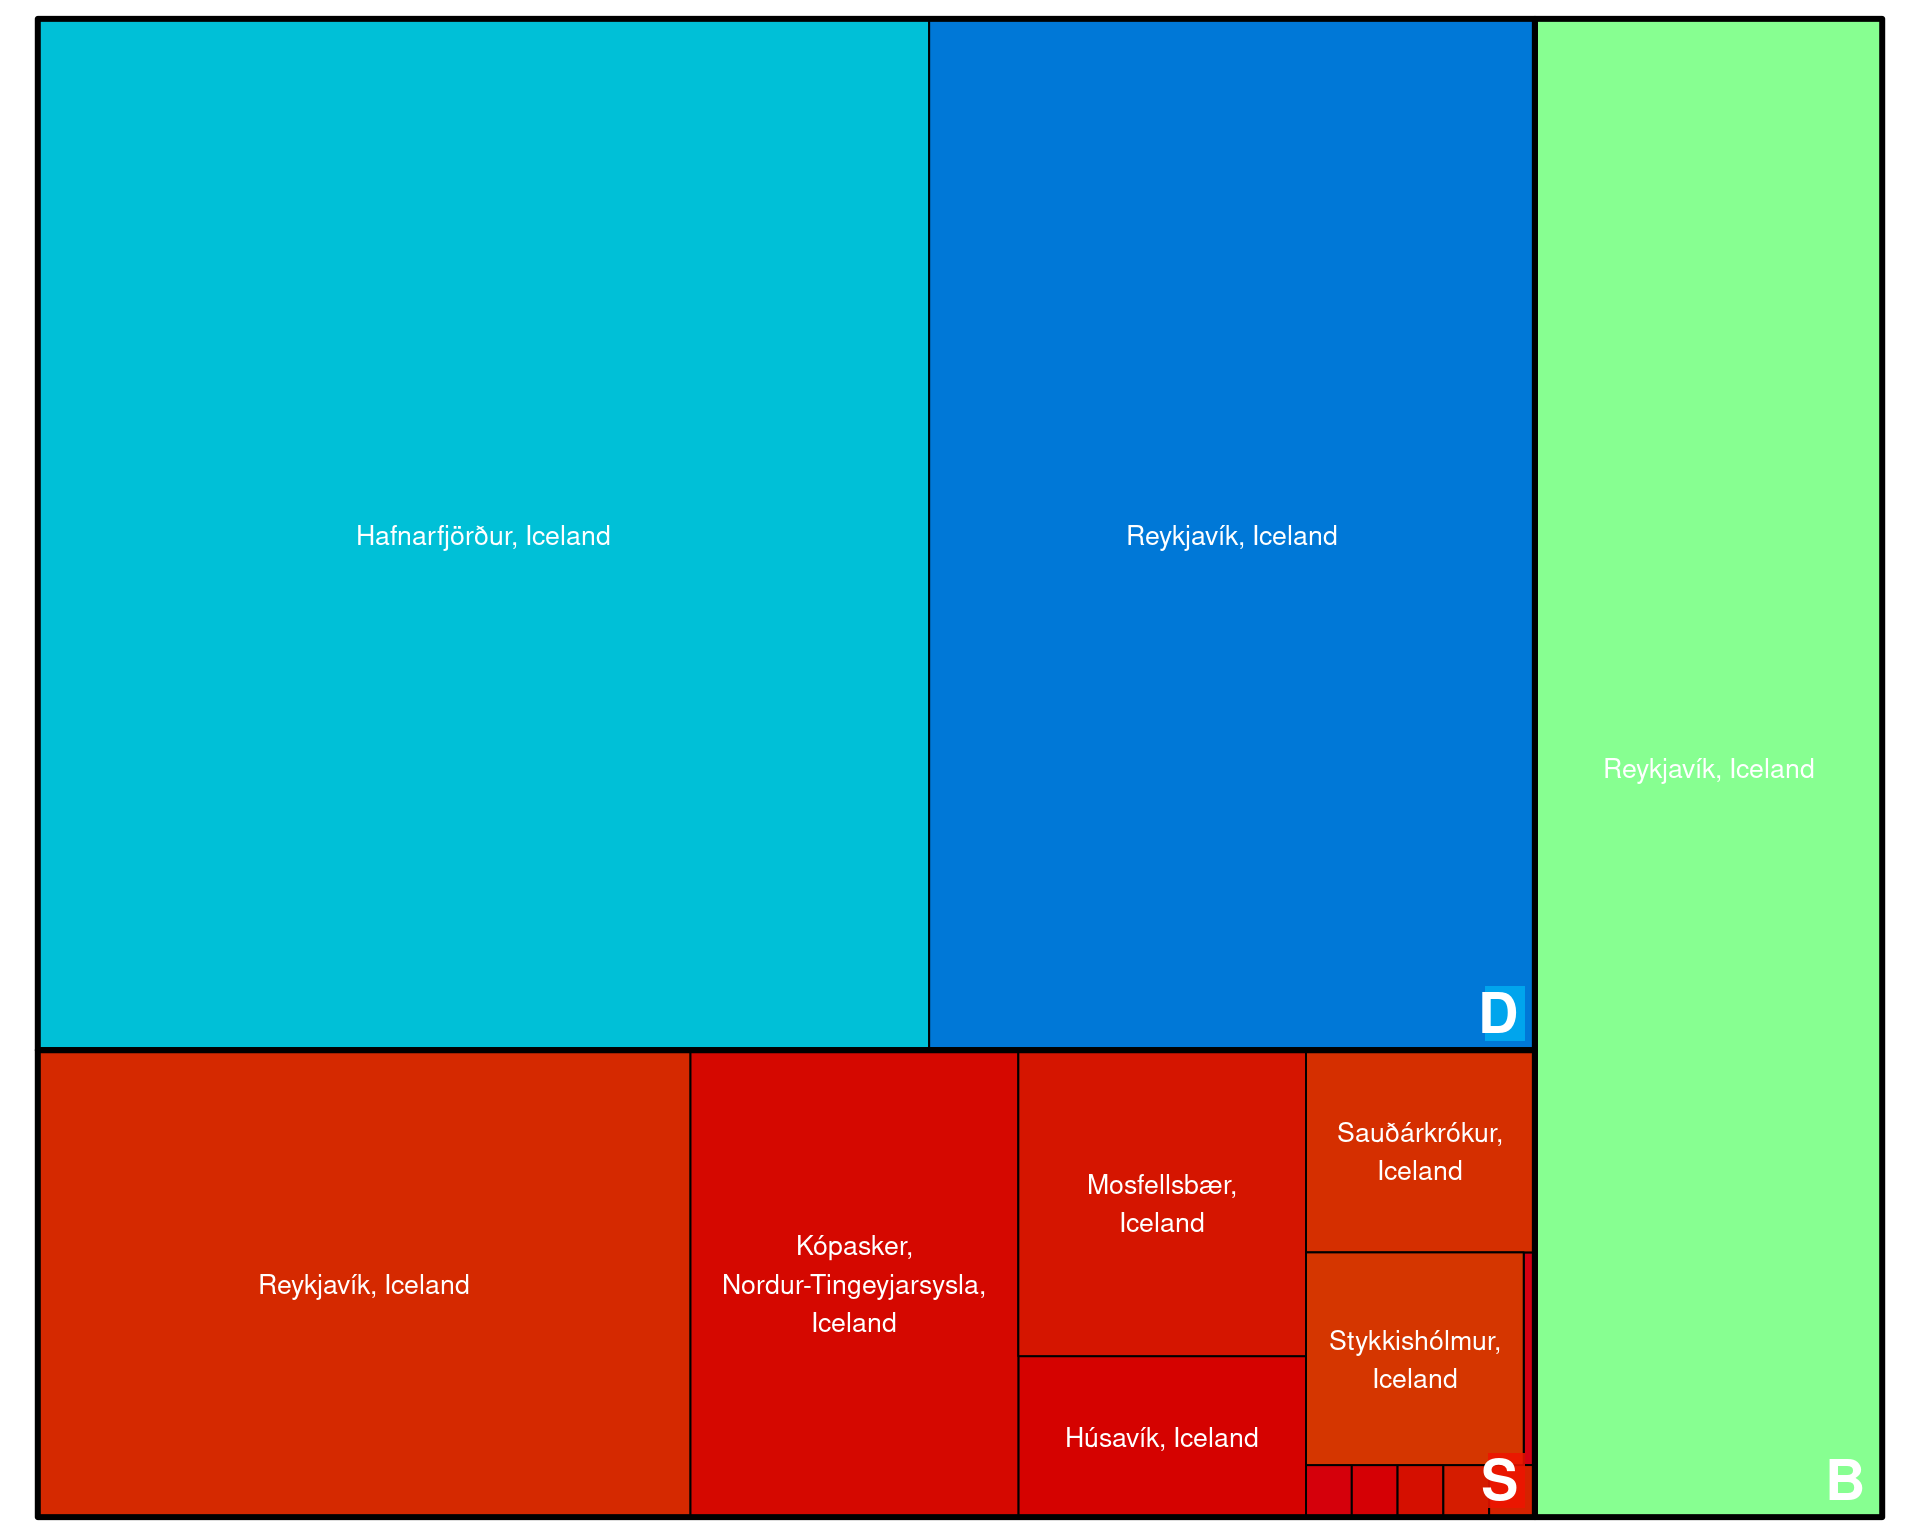 Hafnarfjörður, Iceland
Reykjavík, Iceland
D
Reykjavík, Iceland
B
Reykjavík, Iceland
Kópasker,
Nordur-Tingeyjarsysla,
Iceland
Mosfellsbær,
Iceland
Húsavík, Iceland
Sauðárkrókur,
Iceland
Stykkishólmur,
Iceland
S